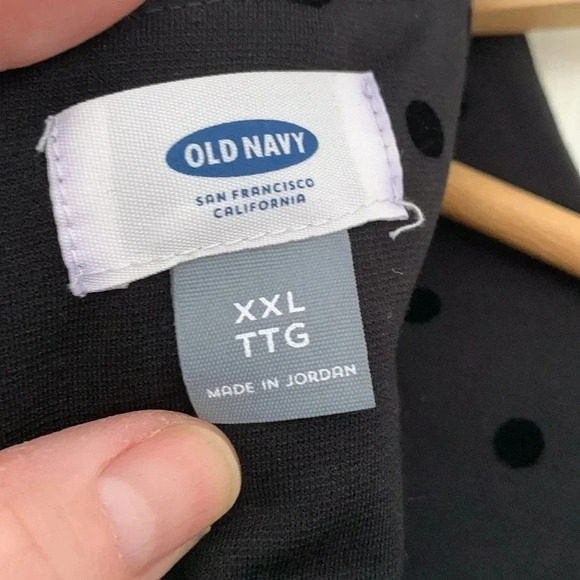 OLD NAVY
SAN FRANCISCO
CALIFORNIA
XXL
TTG
MADE IN JORDAN